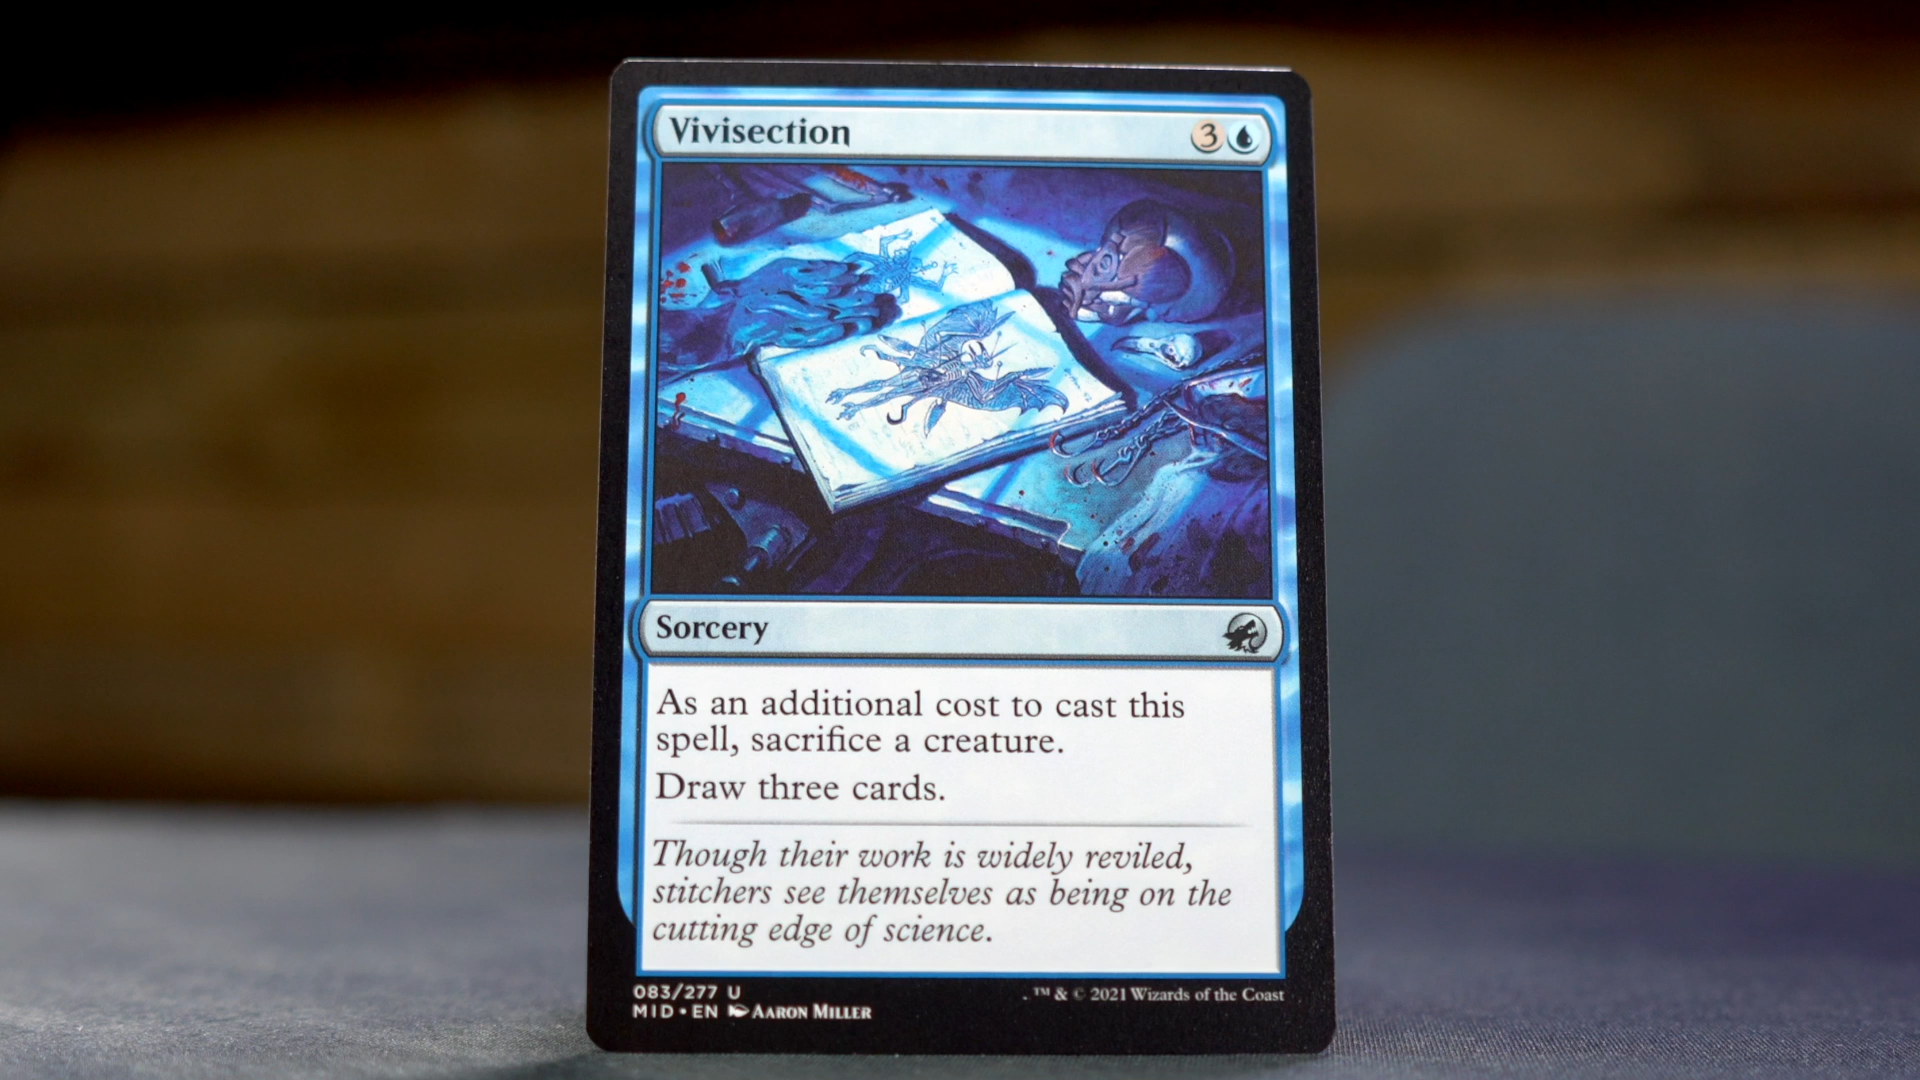 Vivisection 3
Sorcery
As an additional cost to cast this
spell, sacrifice a creature.
Draw three cards.
Though their work is widely reviled,
stitchers see themselves as being on the
cutting edge of science.
083/277 U
MID • EN AARON MILLER
™ & © 2021 Wizards of the Coast